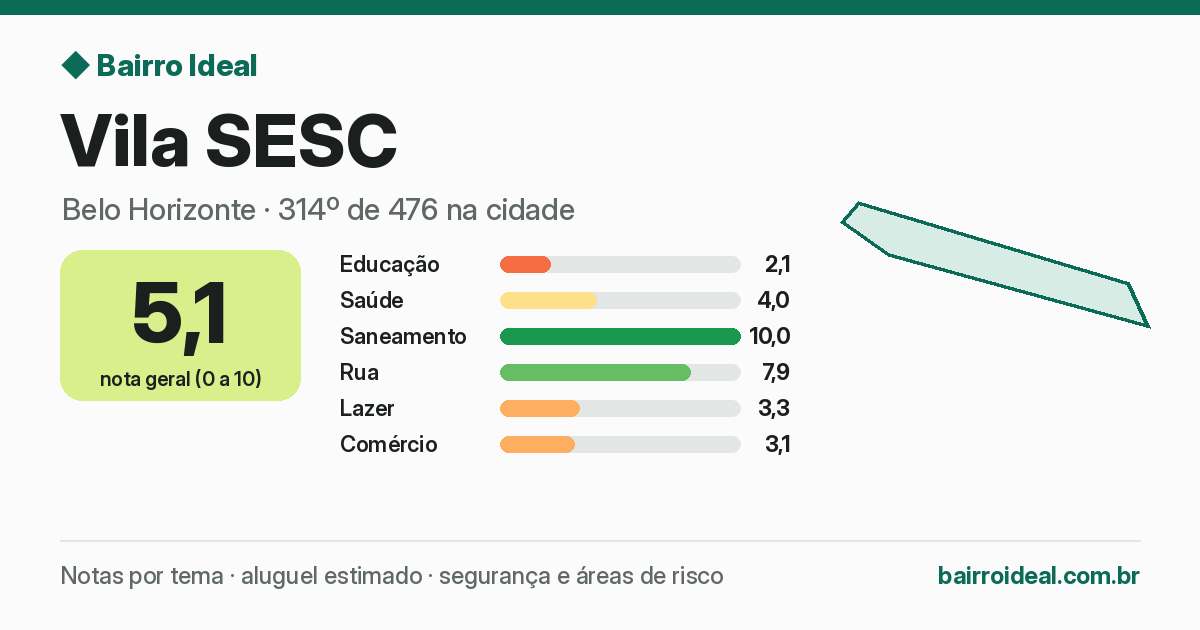 Bairro Ideal
Vila SESC
Belo Horizonte · 314º de 476 na cidade
5,1
nota geral (0 a 10)
Educação 2,1
Saúde 4,0
Saneamento 10,0
Rua 7,9
Lazer 3,3
Comércio 3,1
Notas por tema · aluguel estimado · segurança e áreas de risco
bairroideal.com.br